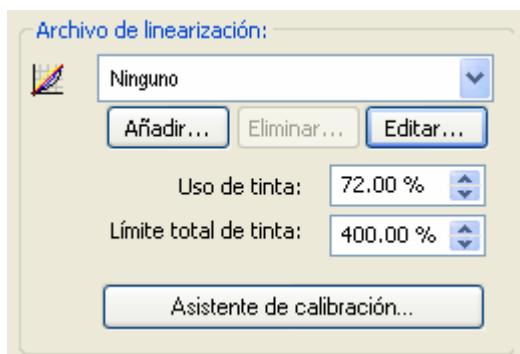 Archivo de linearización:
Ninguno
Añadir... Eliminar... Editar...
Uso de tinta: 72.00 %
Límite total de tinta: 400.00 %
Asistente de calibración...